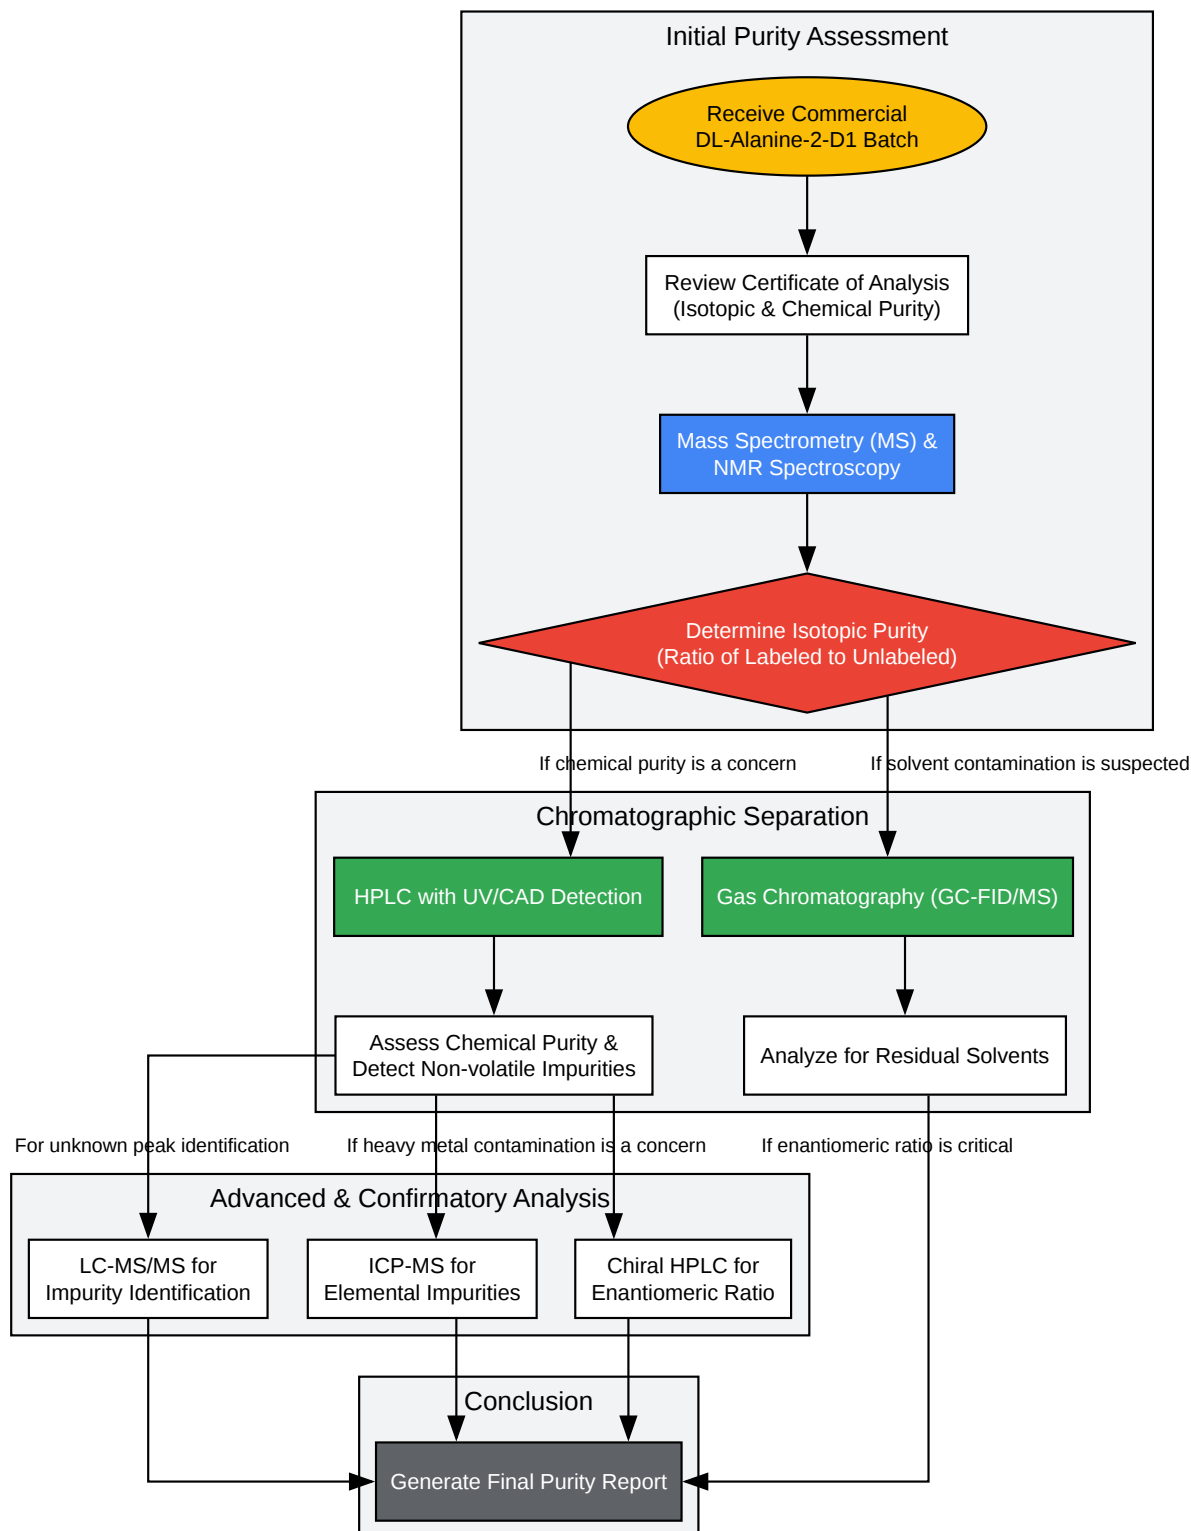 Initial Purity Assessment
Receive Commercial
DL-Alanine-2-D1 Batch
Review Certificate of Analysis
(Isotopic & Chemical Purity)
Mass Spectrometry (MS) &
NMR Spectroscopy
Determine Isotopic Purity
(Ratio of Labeled to Unlabeled)
If chemical purity is a concern
If solvent contamination is suspected
Chromatographic Separation
HPLC with UV/CAD Detection
Gas Chromatography (GC-FID/MS)
Assess Chemical Purity &
Detect Non-volatile Impurities
Analyze for Residual Solvents
For unknown peak identification
If heavy metal contamination is a concern
If enantiomeric ratio is critical
Advanced & Confirmatory Analysis
LC-MS/MS for
Impurity Identification
ICP-MS for
Elemental Impurities
Chiral HPLC for
Enantiomeric Ratio
Conclusion
Generate Final Purity Report